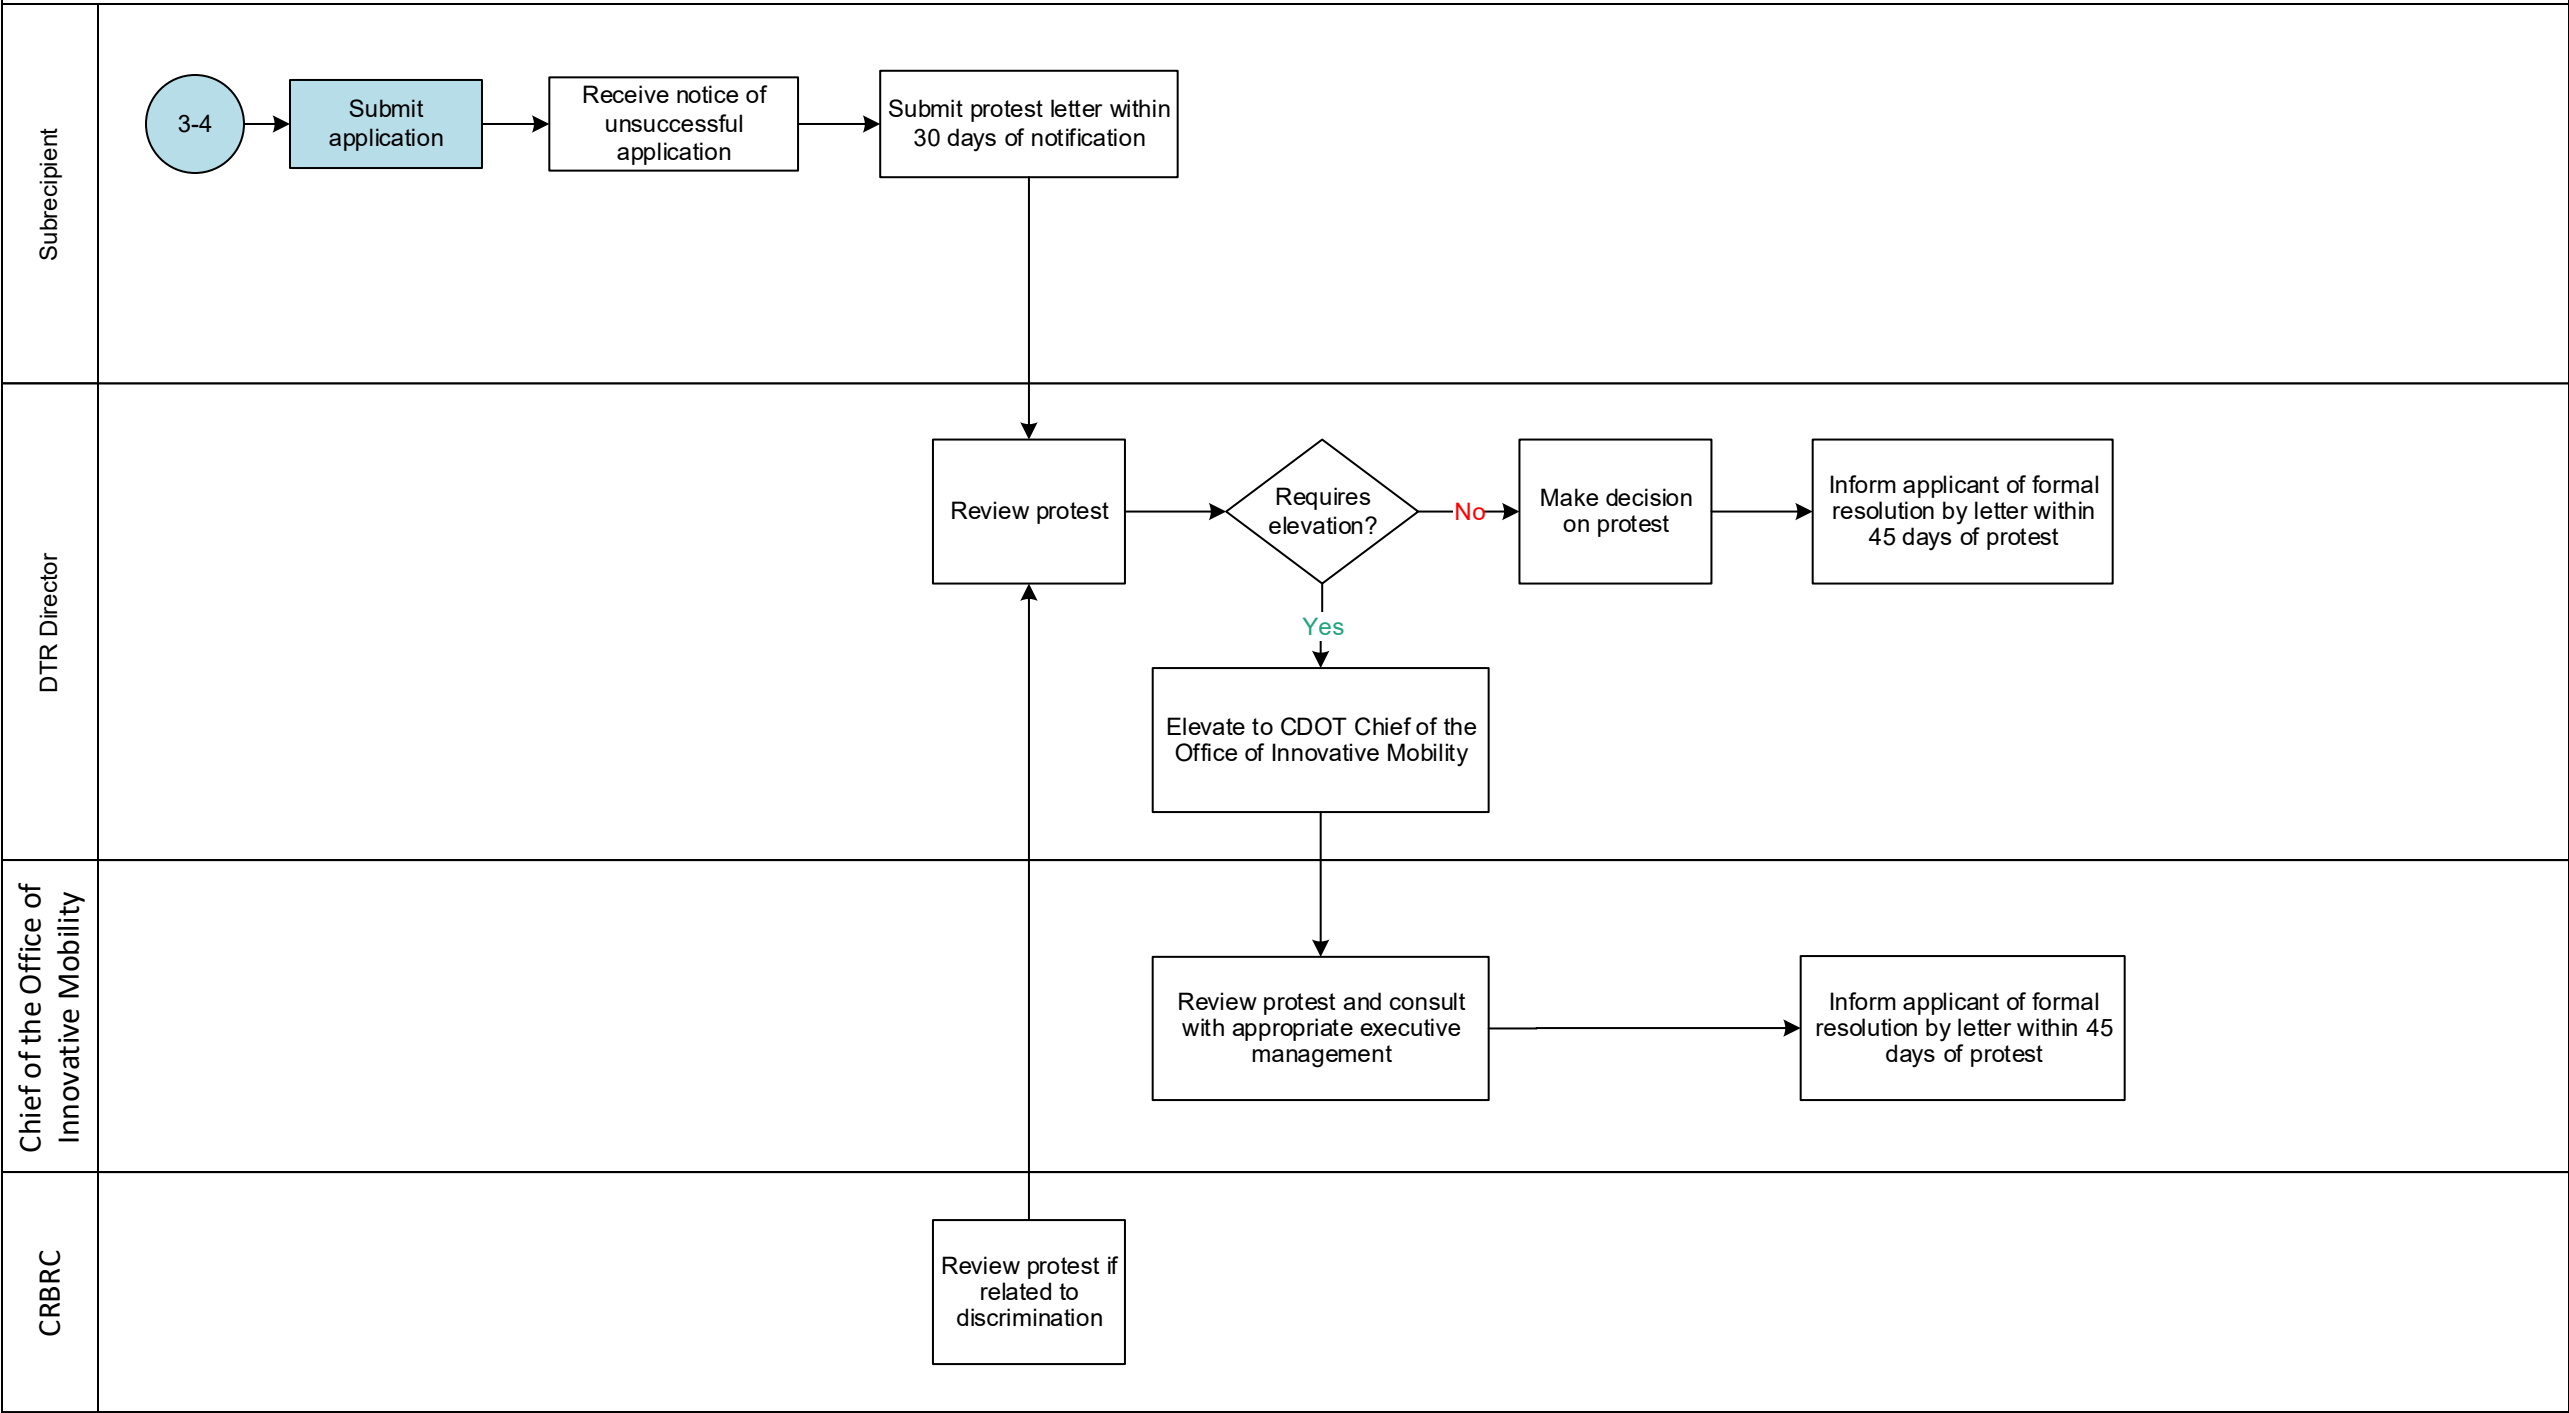 Subrecipient
3-4
Submit
application
Receive notice of
unsuccessful
application
Submit protest letter within
30 days of notification
DTR Director
Review protest
Requires
elevation?
No
Make decision
on protest
Inform applicant of formal
resolution by letter within
45 days of protest
Yes
Elevate to CDOT Chief of the
Office of Innovative Mobility
Chief of the Office of
Innovative Mobility
Review protest and consult
with appropriate executive
management
Inform applicant of formal
resolution by letter within 45
days of protest
CRBRC
Review protest if
related to
discrimination